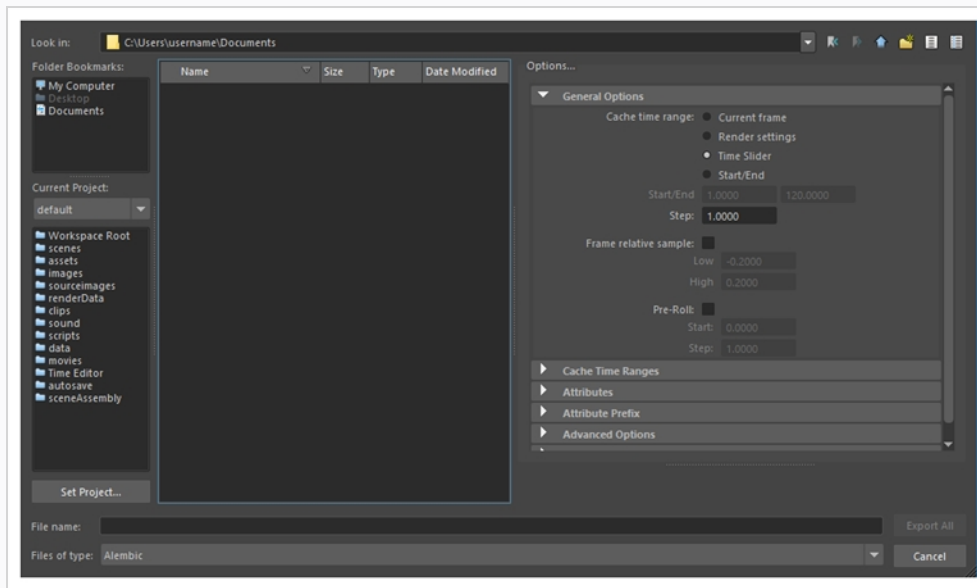 Look in:
C:\Users\username\Documents
Folder Bookmarks:
My Computer
Desktop
Documents
Current Project:
default
Workspace Root
scenes
assets
images
sourceimages
renderData
clips
sound
scripts
data
movies
Time Editor
autosave
sceneAssembly
Set Project...
Name Size Type Date Modified
Options...
General Options
Cache time range: Current frame
Render settings
Time Slider
Start/End
Start/End 1.0000 120.0000
Step: 1.0000
Frame relative sample:
Low -0.2000
High 0.2000
Pre-Roll:
Start: 0.0000
Step: 1.0000
Cache Time Ranges
Attributes
Attribute Prefix
Advanced Options
File name:
Export All
Files of type: Alembic
Cancel